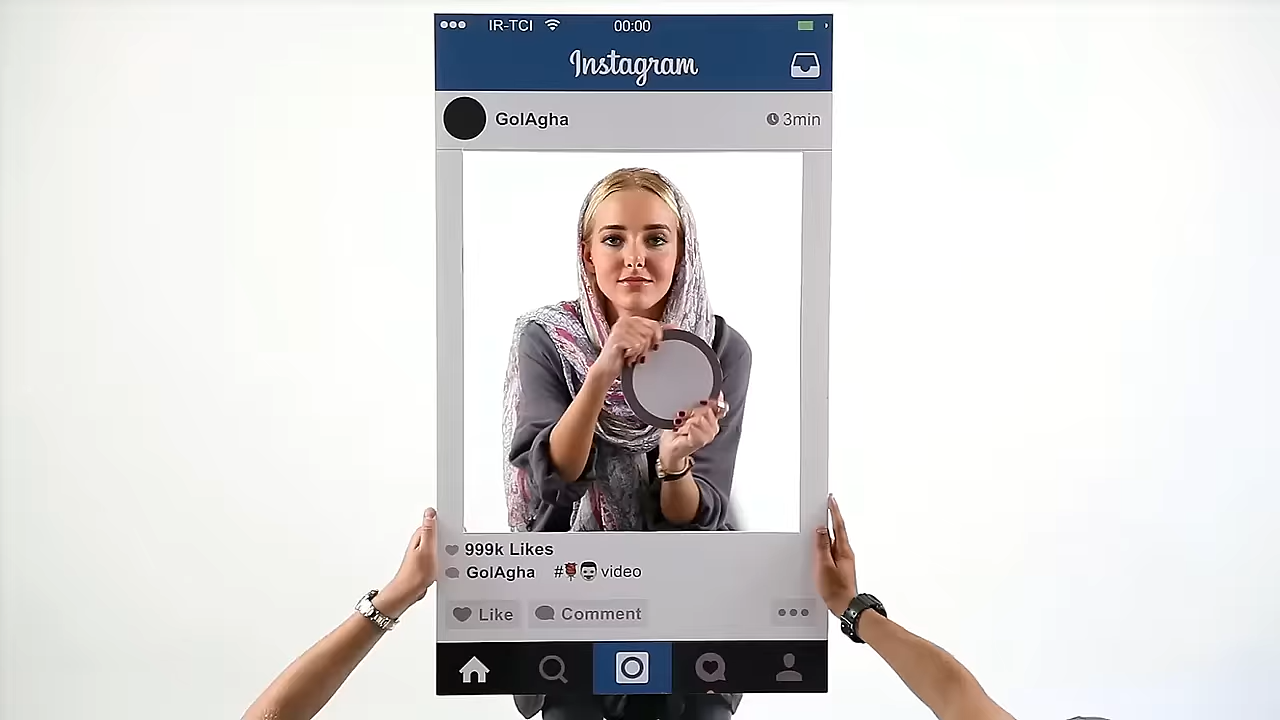 IR-TCI 00:00
Instagram
GolAgha 3min
999k Likes
GolAgha #🌹🧔video
Like Comment